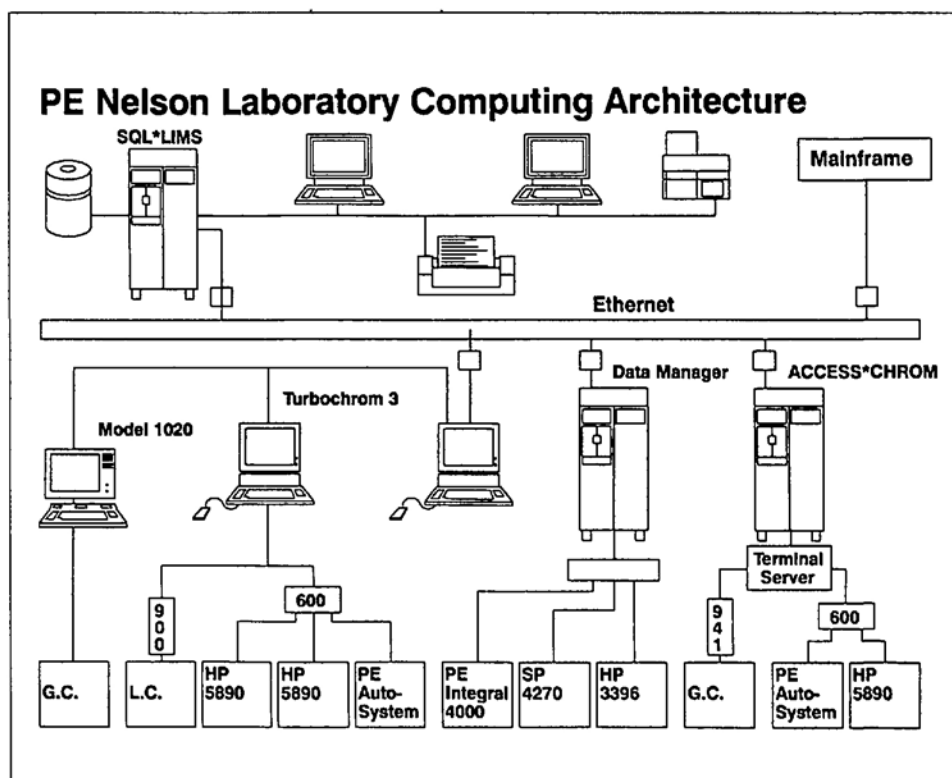 PE Nelson Laboratory Computing Architecture
SQL*LIMS
Mainframe
Ethernet
Data Manager
ACCESS*CHROM
Turbochrom 3
Model 1020
Terminal
Server
9
0
0
600
9
4
1
600
G.C.
L.C.
HP
5890
HP
5890
PE
Auto-
System
PE
Integral
4000
SP
4270
HP
3396
G.C.
PE
Auto-
System
HP
5890